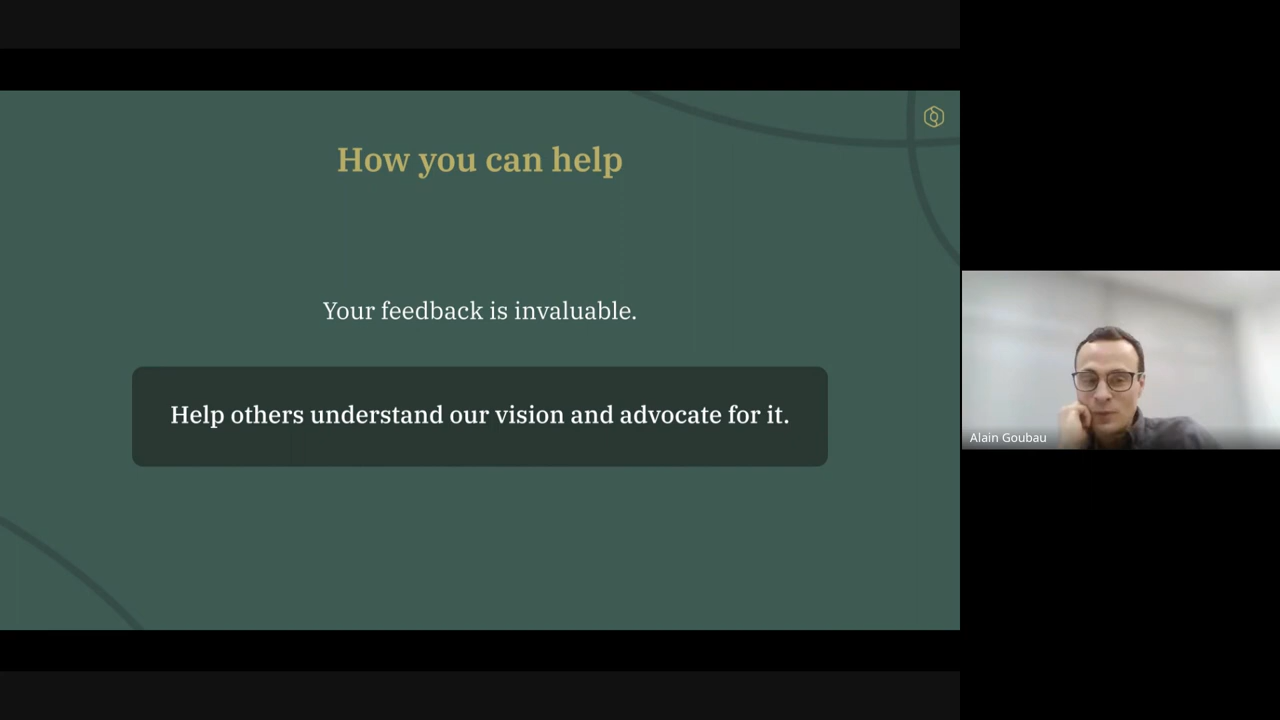 How you can help
Your feedback is invaluable.
Help others understand our vision and advocate for it.
Alain Goubau